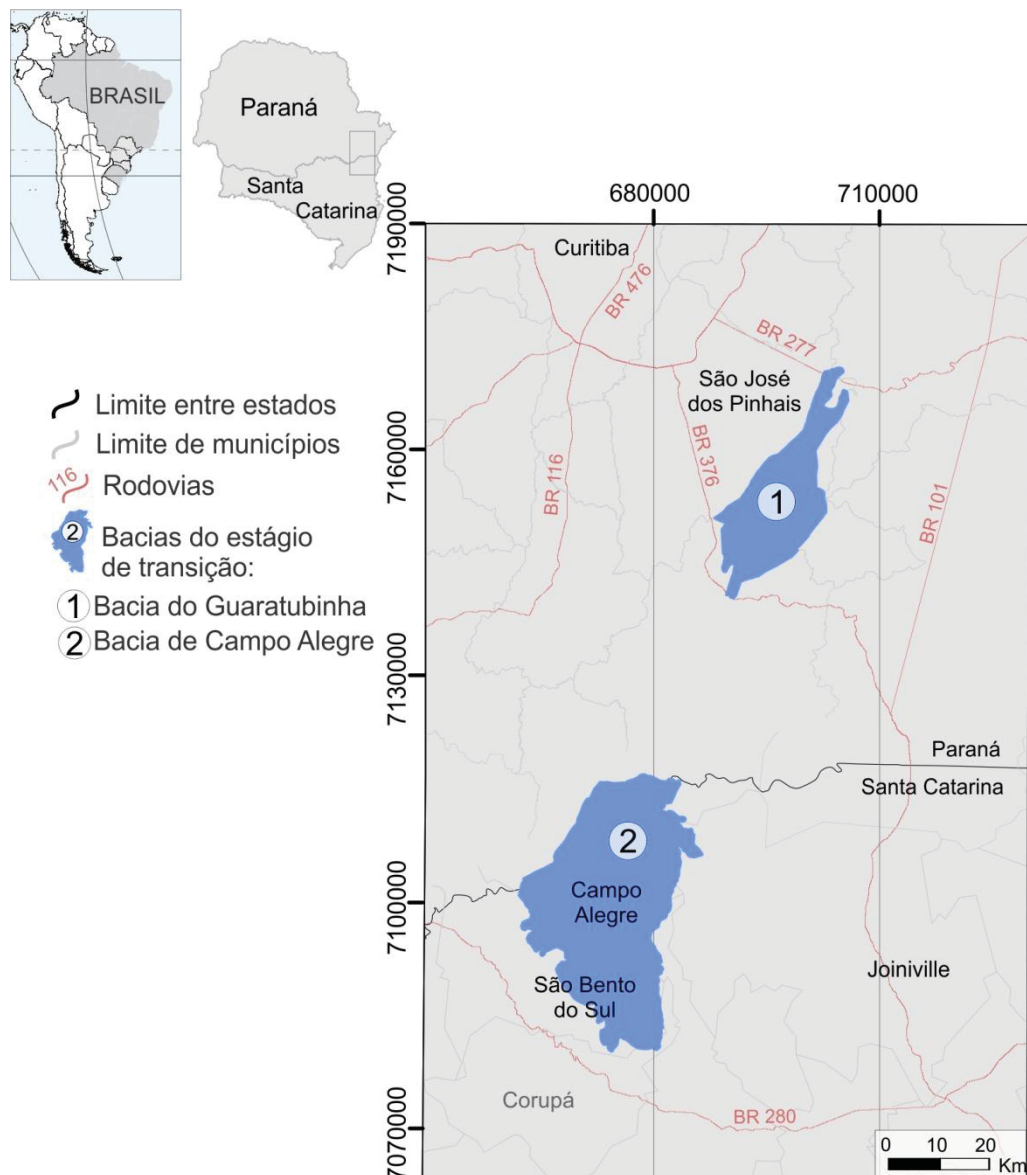 BRASIL
Paraná
Santa
Catarina
680000
710000
7190000
Curitiba
BR 476
BR 277
São José
dos Pinhais
Limite entre estados
Limite de municípios
116
Rodovias
2
Bacias do estágio
de transição:
1 Bacia do Guaratubinha
2 Bacia de Campo Alegre
7160000
BR 116
BR 376
1
BR 101
7130000
Paraná
Santa Catarina
2
Campo
Alegre
7100000
Joiniville
São Bento
do Sul
Corupá
BR 280
7070000
0 10 20
Km